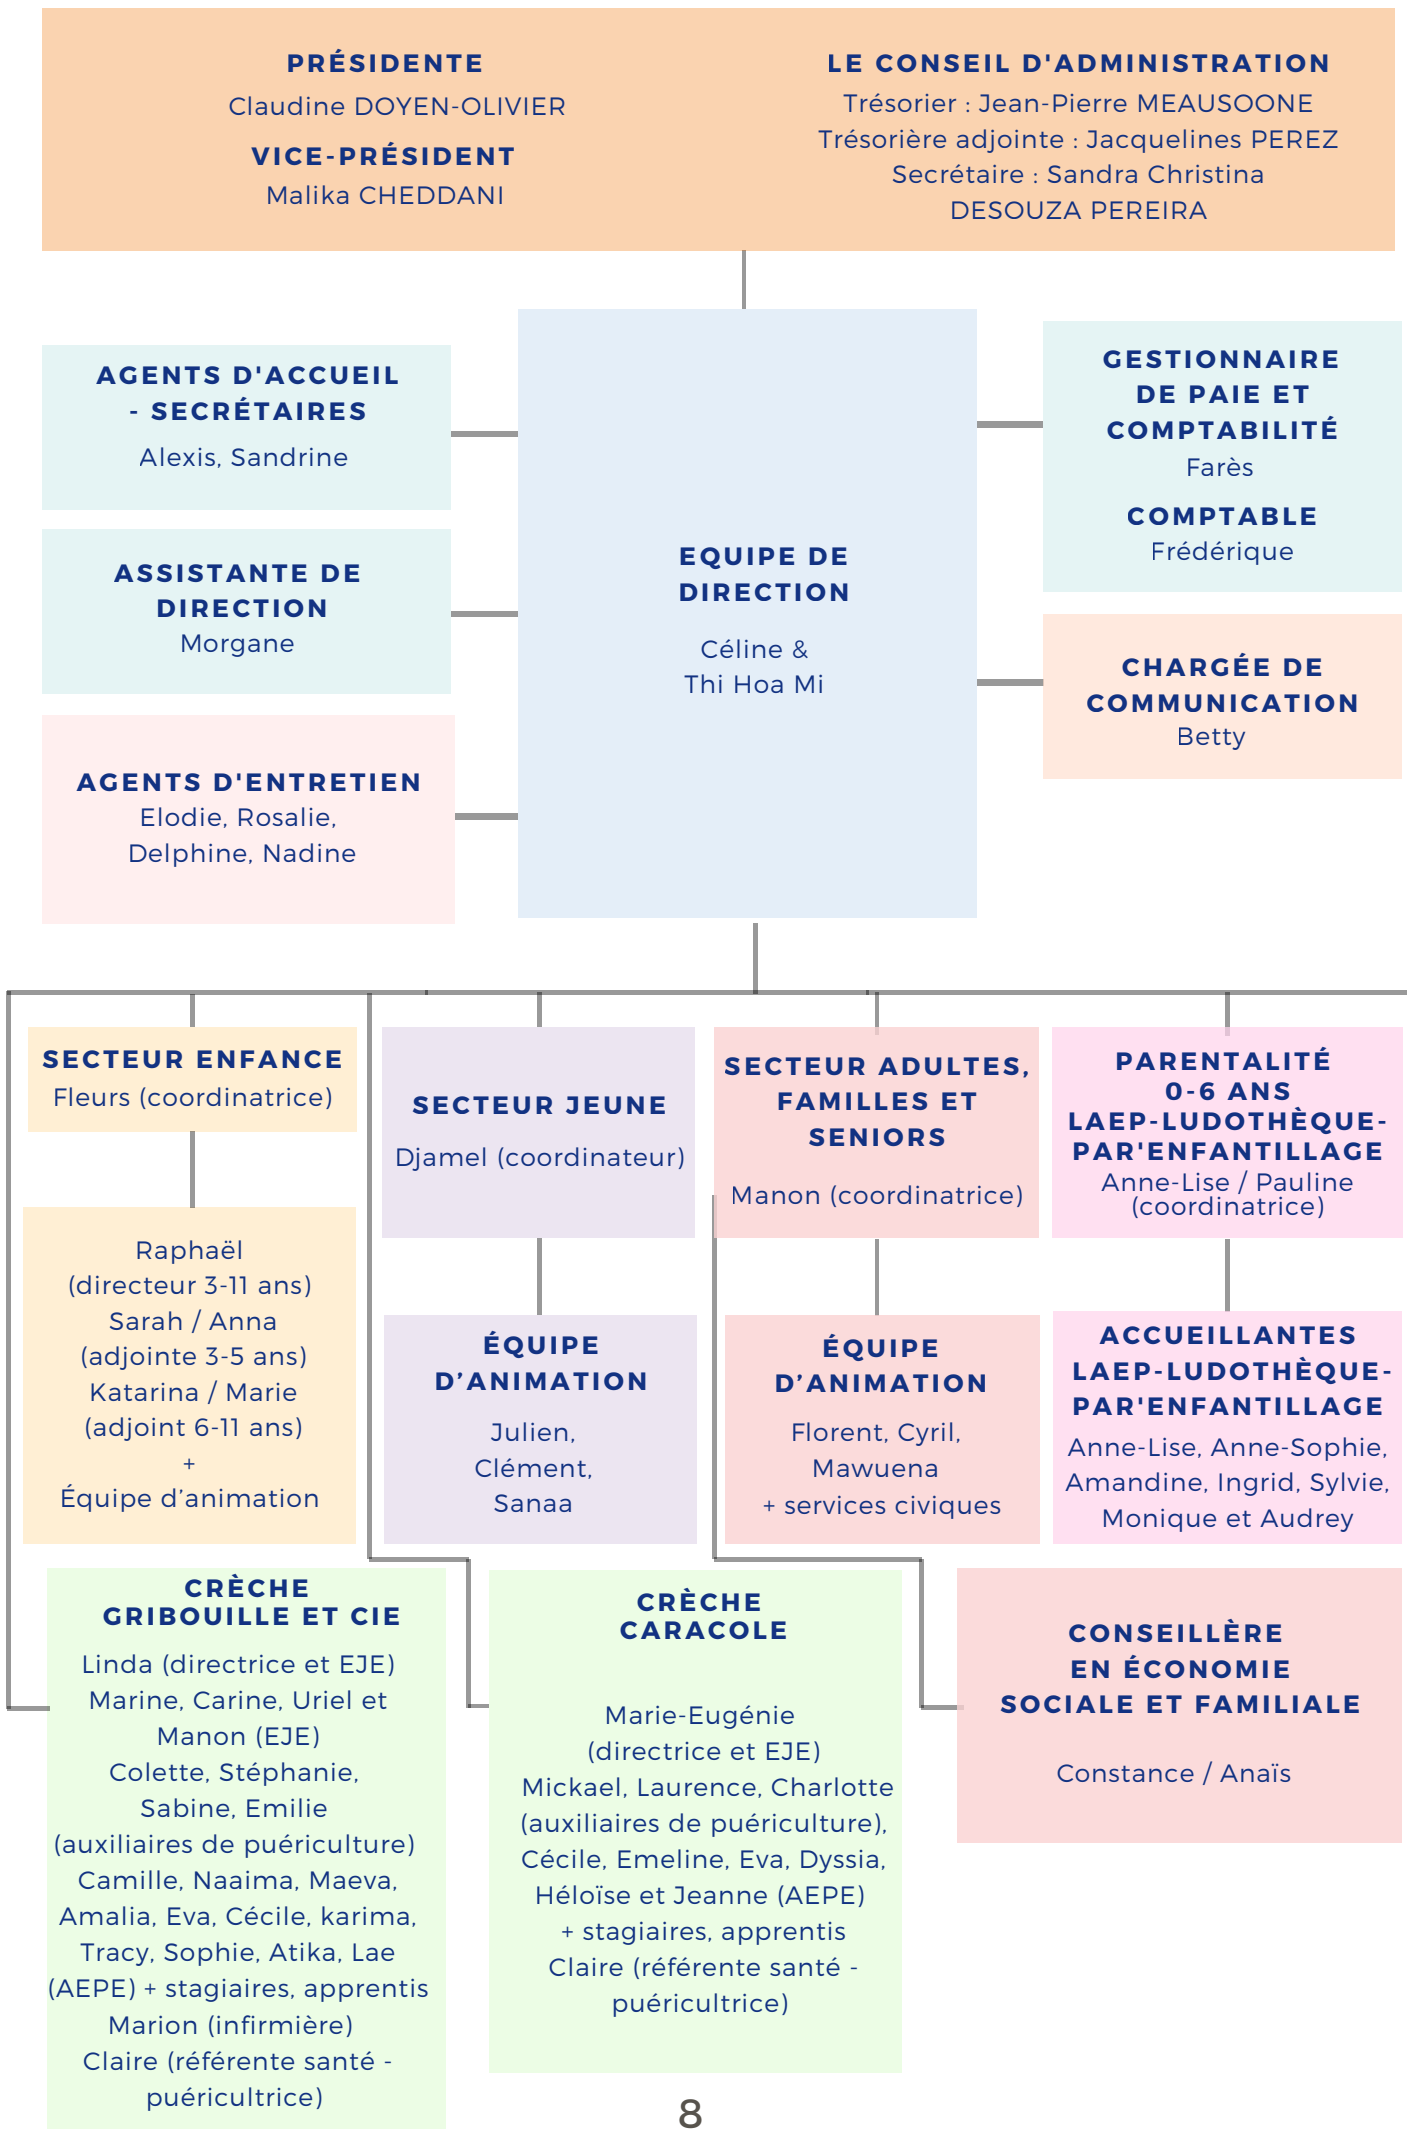 PRÉSIDENTE
Claudine DOYEN-OLIVIER
VICE-PRÉSIDENT
Malika CHEDDANI
LE CONSEIL D'ADMINISTRATION
Trésorier : Jean-Pierre MEAUSOONE
Trésorière adjointe : Jacquelines PEREZ
Secrétaire : Sandra Christina
DESOUZA PEREIRA
AGENTS D'ACCUEIL
- SECRÉTAIRES
Alexis, Sandrine
ASSISTANTE DE
DIRECTION
Morgane
AGENTS D'ENTRETIEN
Elodie, Rosalie,
Delphine, Nadine
EQUIPE DE
DIRECTION
Céline &
Thi Hoa Mi
GESTIONNAIRE
DE PAIE ET
COMPTABILITÉ
Farès
COMPTABLE
Frédérique
CHARGÉE DE
COMMUNICATION
Betty
SECTEUR ENFANCE
Fleurs (coordinatrice)
Raphaël
(directeur 3-11 ans)
Sarah / Anna
(adjointe 3-5 ans)
Katarina / Marie
(adjoint 6-11 ans)
+
Équipe d’animation
SECTEUR JEUNE
Djamel (coordinateur)
ÉQUIPE
D’ANIMATION
Julien,
Clément,
Sanaa
SECTEUR ADULTES,
FAMILLES ET
SENIORS
Manon (coordinatrice)
ÉQUIPE
D’ANIMATION
Florent, Cyril,
Mawuena
+ services civiques
PARENTALITÉ
0-6 ANS
LAEP-LUDOTHÈQUE-
PAR'ENFANTILLAGE
Anne-Lise / Pauline
(coordinatrice)
ACCUEILLANTES
LAEP-LUDOTHÈQUE-
PAR'ENFANTILLAGE
Anne-Lise, Anne-Sophie,
Amandine, Ingrid, Sylvie,
Monique et Audrey
CRÈCHE
GRIBOUILLE ET CIE
Linda (directrice et EJE)
Marine, Carine, Uriel et
Manon (EJE)
Colette, Stéphanie,
Sabine, Emilie
(auxiliaires de puériculture)
Camille, Naaima, Maeva,
Amalia, Eva, Cécile, karima,
Tracy, Sophie, Atika, Lae
(AEPE) + stagiaires, apprentis
Marion (infirmière)
Claire (référente santé -
puéricultrice)
CRÈCHE
CARACOLE
Marie-Eugénie
(directrice et EJE)
Mickael, Laurence, Charlotte
(auxiliaires de puériculture),
Cécile, Emeline, Eva, Dyssia,
Héloïse et Jeanne (AEPE)
+ stagiaires, apprentis
Claire (référente santé -
puéricultrice)
CONSEILLÈRE
EN ÉCONOMIE
SOCIALE ET FAMILIALE
Constance / Anaïs
8